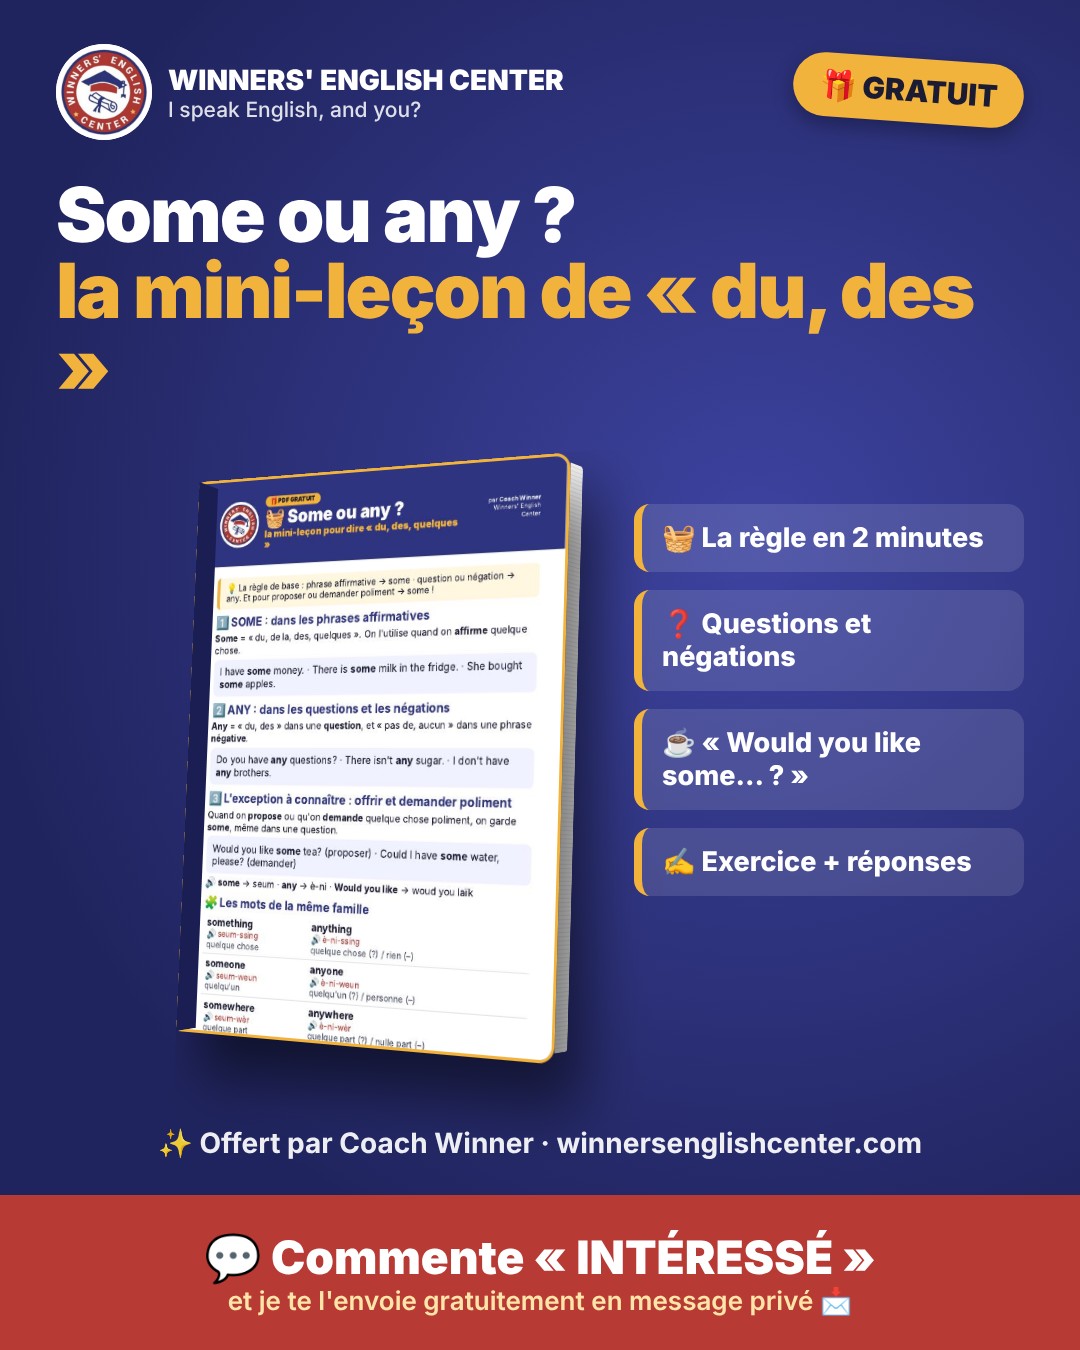 WINNERS' ENGLISH CENTER
WINNERS' ENGLISH CENTER
I speak English, and you?
🎁 GRATUIT
Some ou any ?
la mini-leçon de « du, des
»
🎁 PDF GRATUIT
🧺 Some ou any ?
la mini-leçon pour dire « du, des, quelques
»
par Coach Winner
Winners' English
Center
💡 La règle de base : phrase affirmative → some · question ou négation →
any. Et pour proposer ou demander poliment → some !
1️⃣ SOME : dans les phrases affirmatives
Some = « du, de la, des, quelques ». On l'utilise quand on affirme quelque
chose.
I have some money. · There is some milk in the fridge. · She bought
some apples.
2️⃣ ANY : dans les questions et les négations
Any = « du, des » dans une question, et « pas de, aucun » dans une phrase
négative.
Do you have any questions? · There isn't any sugar. · I don't have
any brothers.
3️⃣ L'exception à connaître : offrir et demander poliment
Quand on propose ou qu'on demande quelque chose poliment, on garde
some, même dans une question.
Would you like some tea? (proposer) · Could I have some water,
please? (demander)
🔊 some → seum · any → è-ni · Would you like → woud you laïk
🧩 Les mots de la même famille
something
🔊 seum-ssing
quelque chose
anything
🔊 è-ni-ssing
quelque chose (?) / rien (–)
someone
🔊 seum-weun
quelqu'un
anyone
🔊 è-ni-weun
quelqu'un (?) / personne (–)
somewhere
🔊 seum-wèr
quelque part
anywhere
🔊 è-ni-wèr
quelque part (?) / nulle part (–)
🧺 La règle en 2 minutes
❓ Questions et
négations
☕ « Would you like
some… ? »
✍️ Exercice + réponses
✨ Offert par Coach Winner · winnersenglishcenter.com
💬 Commente « INTÉRESSÉ »
et je te l'envoie gratuitement en message privé 📩